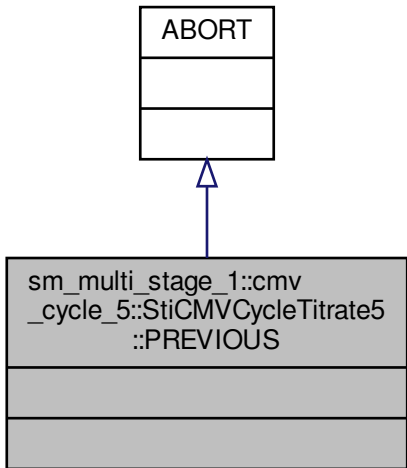 ABORT
sm_multi_stage_1::cmv
_cycle_5::StiCMVCycleTitrate5
::PREVIOUS